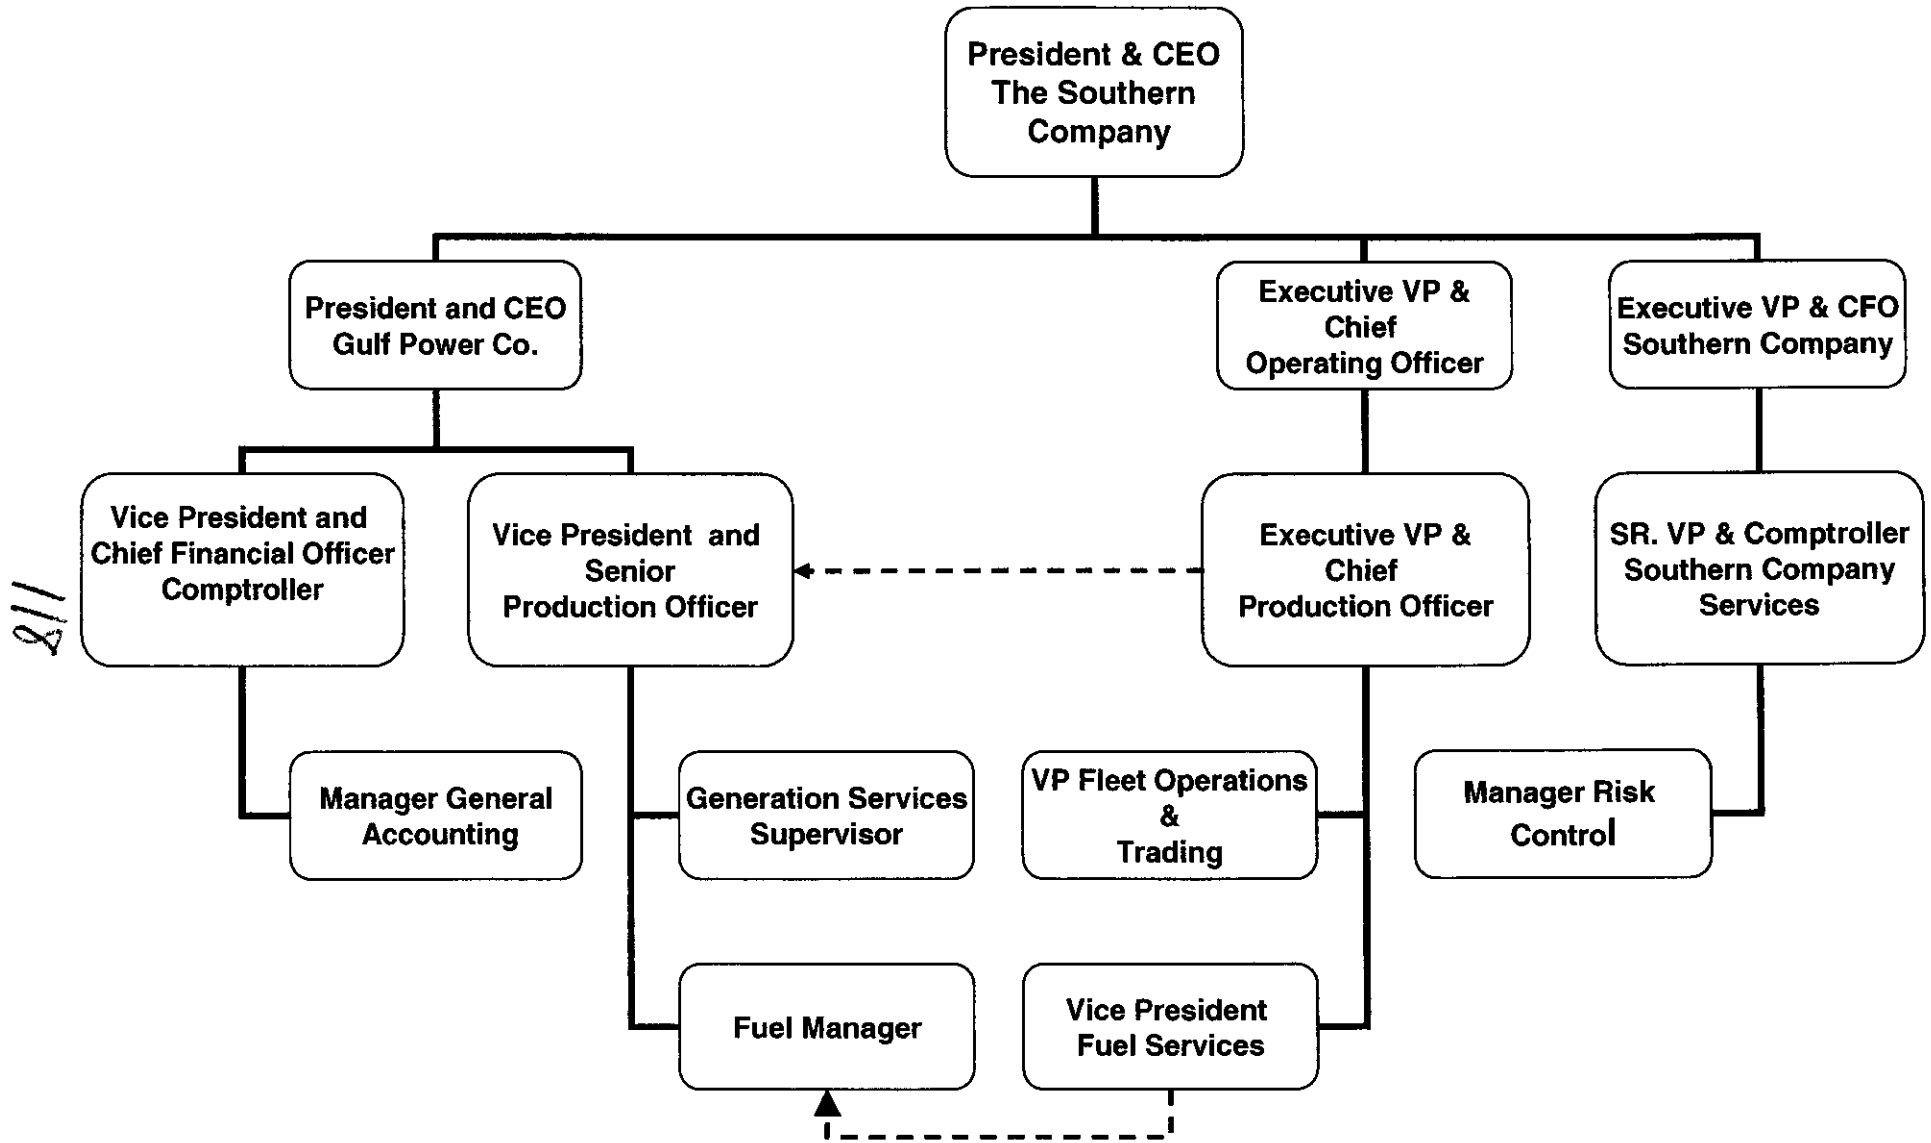 President & CEO
The Southern
Company
President and CEO
Gulf Power Co.
Executive VP &
Chief
Operating Officer
Executive VP & CFO
Southern Company
Vice President and
Chief Financial Officer
Comptroller
Vice President and
Senior
Production Officer
Executive VP &
Chief
Production Officer
SR. VP & Comptroller
Southern Company
Services
118
Manager General
Accounting
Generation Services
Supervisor
VP Fleet Operations
&
Trading
Manager Risk
Control
Fuel Manager
Vice President
Fuel Services